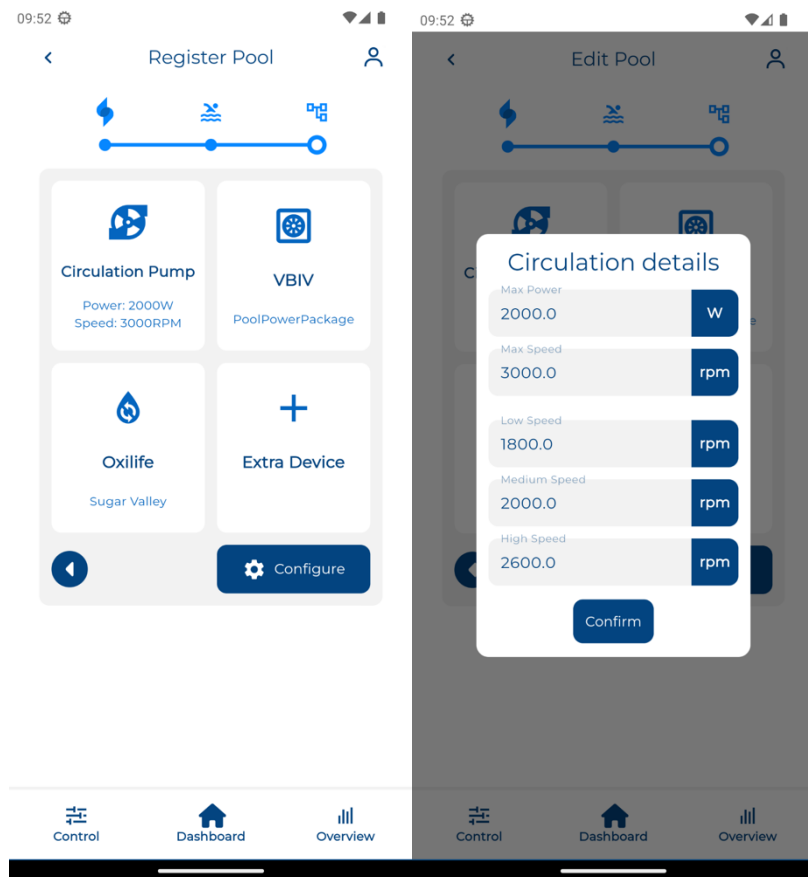 09:52
Register Pool
Circulation Pump
Power: 2000W
Speed: 3000RPM
VBIV
PoolPowerPackage
Oxilife
Sugar Valley
Extra Device
Configure
Control
Dashboard
Overview
09:52
Edit Pool
C
e
Circulation details
Max Power
2000.0
W
Max Speed
3000.0
rpm
Low Speed
1800.0
rpm
Medium Speed
2000.0
rpm
High Speed
2600.0
rpm
Confirm
Control
Dashboard
Overview